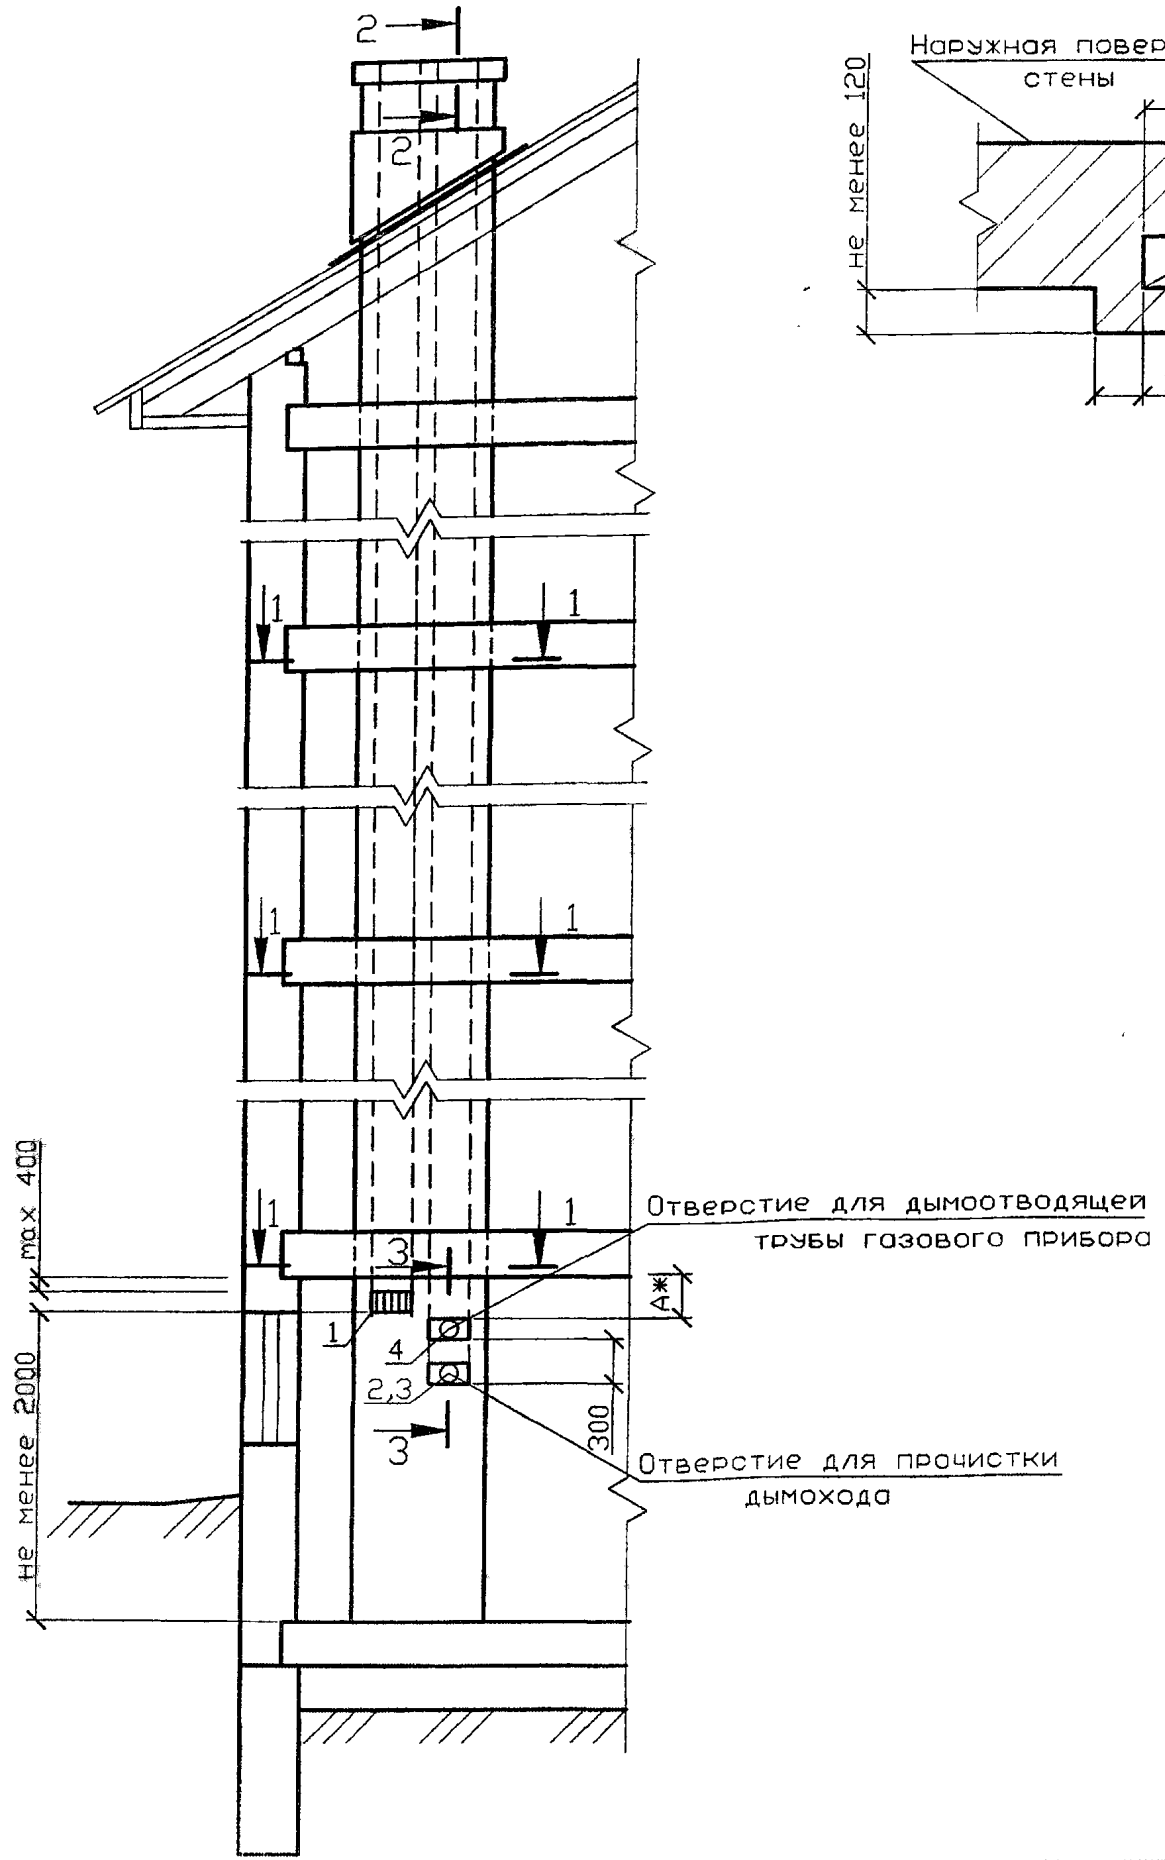 2
2
Наружная повер
стены
не менее 120
1
1
1
1
max 400
1
1
Отверстие для дымоотводящей
трубы газового прибора
3
А*
1
4
2,3
не менее 2000
300
3
Отверстие для прочистки
дымохода